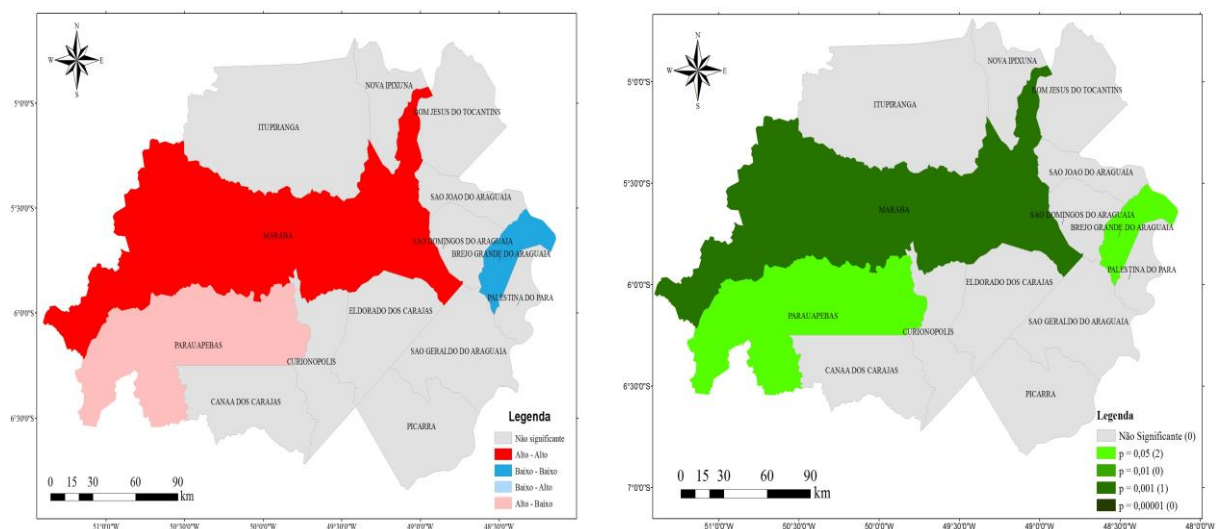 N
W E
S
5°0'0"S
5°30'0"S
6°0'0"S
6°30'0"S
NOVA IPIXUNA
BOM JESUS DO TOCANTINS
ITUPIRANGA
SAO JOAO DO ARAGUAIA
MARABA
SAO DOMINGOS DO ARAGUAIA
BREJO GRANDE DO ARAGUAIA
PALESTINA DO PARA
ELDORADO DOS CARAJAS
PARAUAPEBAS
SAO GERALDO DO ARAGUAIA
CURIONOPOLIS
CANAA DOS CARAJAS
PICARRA
Legenda
Não significante
Alto - Alto
Baixo - Baixo
Baixo - Alto
Alto - Baixo
0 15 30 60 90
km
51°0'0"W 50°30'0"W 50°0'0"W 49°30'0"W 49°0'0"W 48°30'0"W
N
W E
S
5°0'0"S
5°30'0"S
6°0'0"S
6°30'0"S
7°0'0"S
NOVA IPIXUNA
BOM JESUS DO TOCANTINS
ITUPIRANGA
SAO JOAO DO ARAGUAIA
MARABA
SAO DOMINGOS DO ARAGUAIA
BREJO GRANDE DO ARAGUAIA
PALESTINA DO PARA
ELDORADO DOS CARAJAS
PARAUAPEBAS
SAO GERALDO DO ARAGUAIA
CURIONOPOLIS
CANAA DOS CARAJAS
PICARRA
Legenda
Não Significante (0)
p = 0,05 (2)
p = 0,01 (0)
p = 0,001 (1)
p = 0,00001 (0)
0 15 30 60 90
km
51°0'0"W 50°30'0"W 50°0'0"W 49°30'0"W 49°0'0"W 48°30'0"W